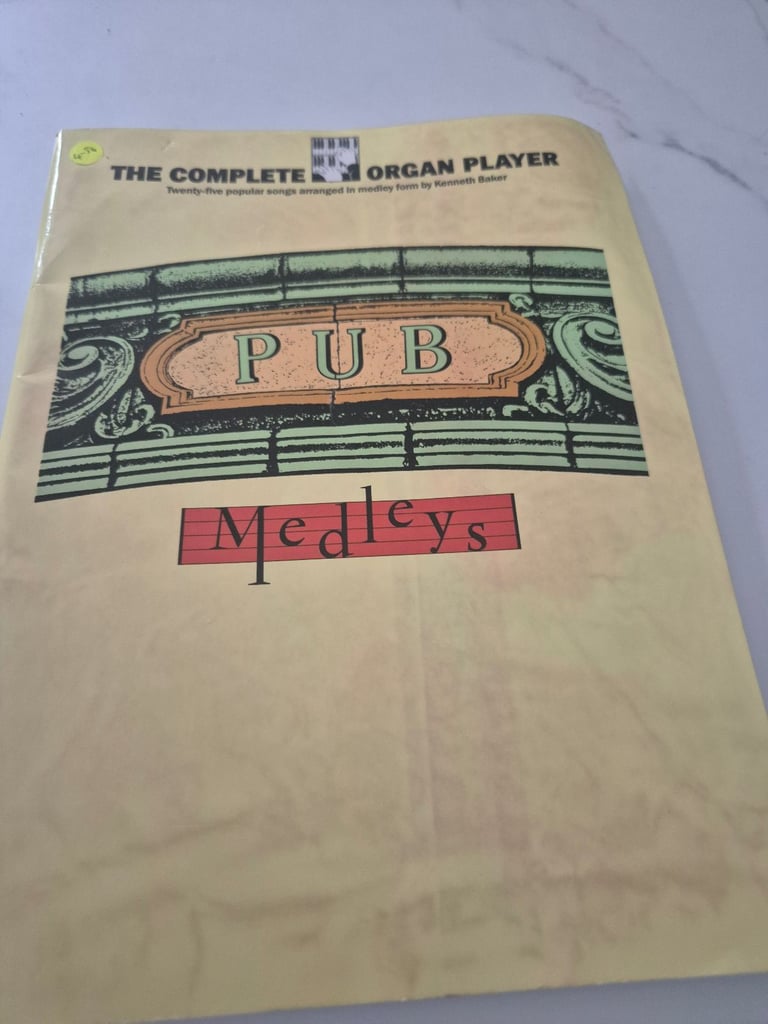 THE COMPLETE ORGAN PLAYER
Twenty-five popular songs arranged in medley form by Kenneth Baker
PUB
Medleys